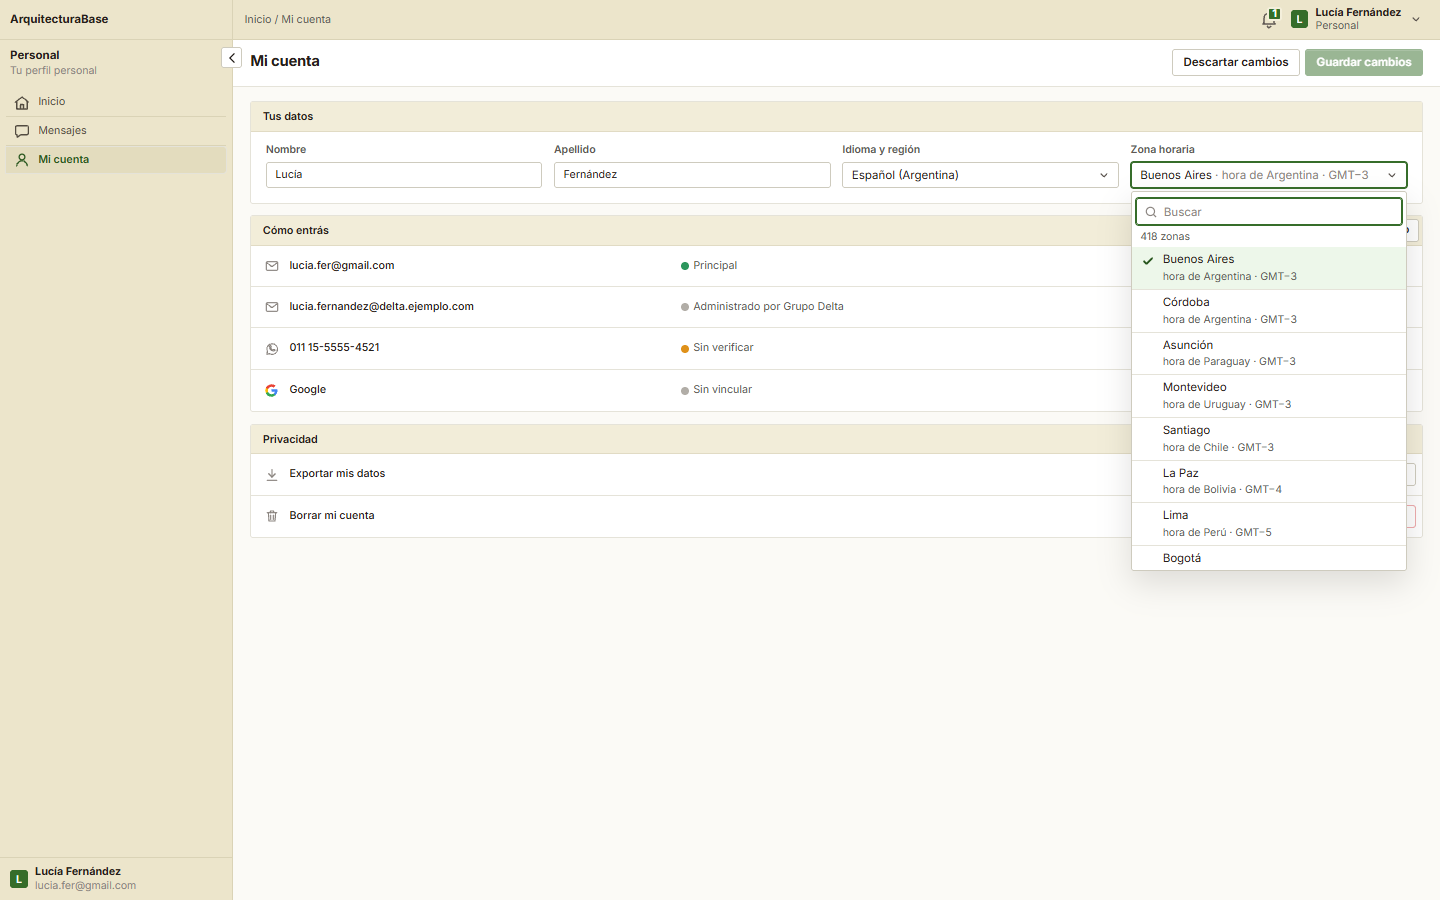 ArquitecturaBase
Inicio / Mi cuenta
1
L
Lucía Fernández
Personal
Personal
Tu perfil personal
Inicio
Mensajes
Mi cuenta
Mi cuenta
Descartar cambios
Guardar cambios
Tus datos
Nombre
Apellido
Idioma y región
Zona horaria
Lucía
Fernández
Español (Argentina)
Buenos Aires · hora de Argentina · GMT−3
Buscar
418 zonas
Buenos Aires
hora de Argentina · GMT−3
Córdoba
hora de Argentina · GMT−3
Asunción
hora de Paraguay · GMT−3
Montevideo
hora de Uruguay · GMT−3
Santiago
hora de Chile · GMT−3
La Paz
hora de Bolivia · GMT−4
Lima
hora de Perú · GMT−5
Bogotá
Cómo entrás
lucia.fer@gmail.com
Principal
lucia.fernandez@delta.ejemplo.com
Administrado por Grupo Delta
011 15-5555-4521
Sin verificar
Google
Sin vincular
Privacidad
Exportar mis datos
Borrar mi cuenta
L
Lucía Fernández
lucia.fer@gmail.com